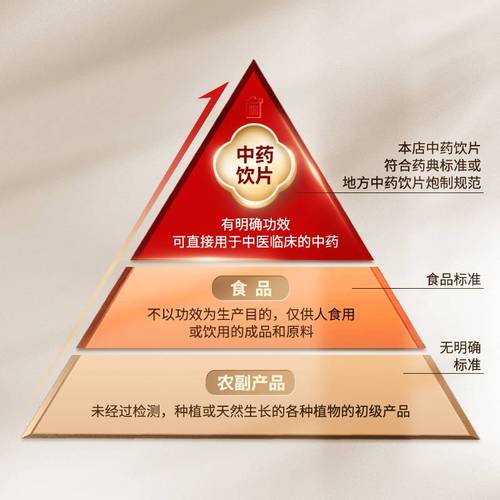 中药
饮片
有明确功效
可直接用于中医临床的中药
本店中药饮片
符合药典标准或
地方中药饮片炮制规范
食品
不以功效为生产目的，仅供人食用
或饮用的成品和原料
食品标准
农副产品
未经过检测，种植或天然生长的各种植物的初级产品
无明确
标准